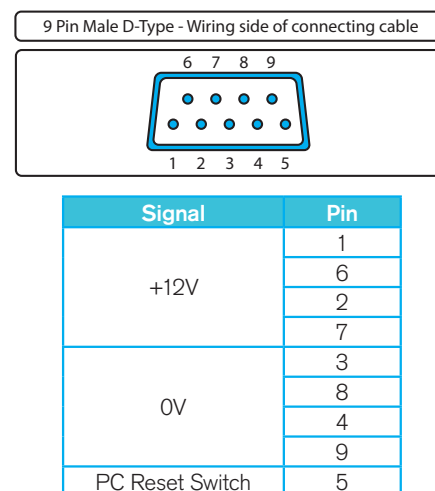 9 Pin Male D-Type - Wiring side of connecting cable
6 7 8 9
1 2 3 4 5
Signal Pin
+12V
1
6
2
7
0V
3
8
4
9
PC Reset Switch 5